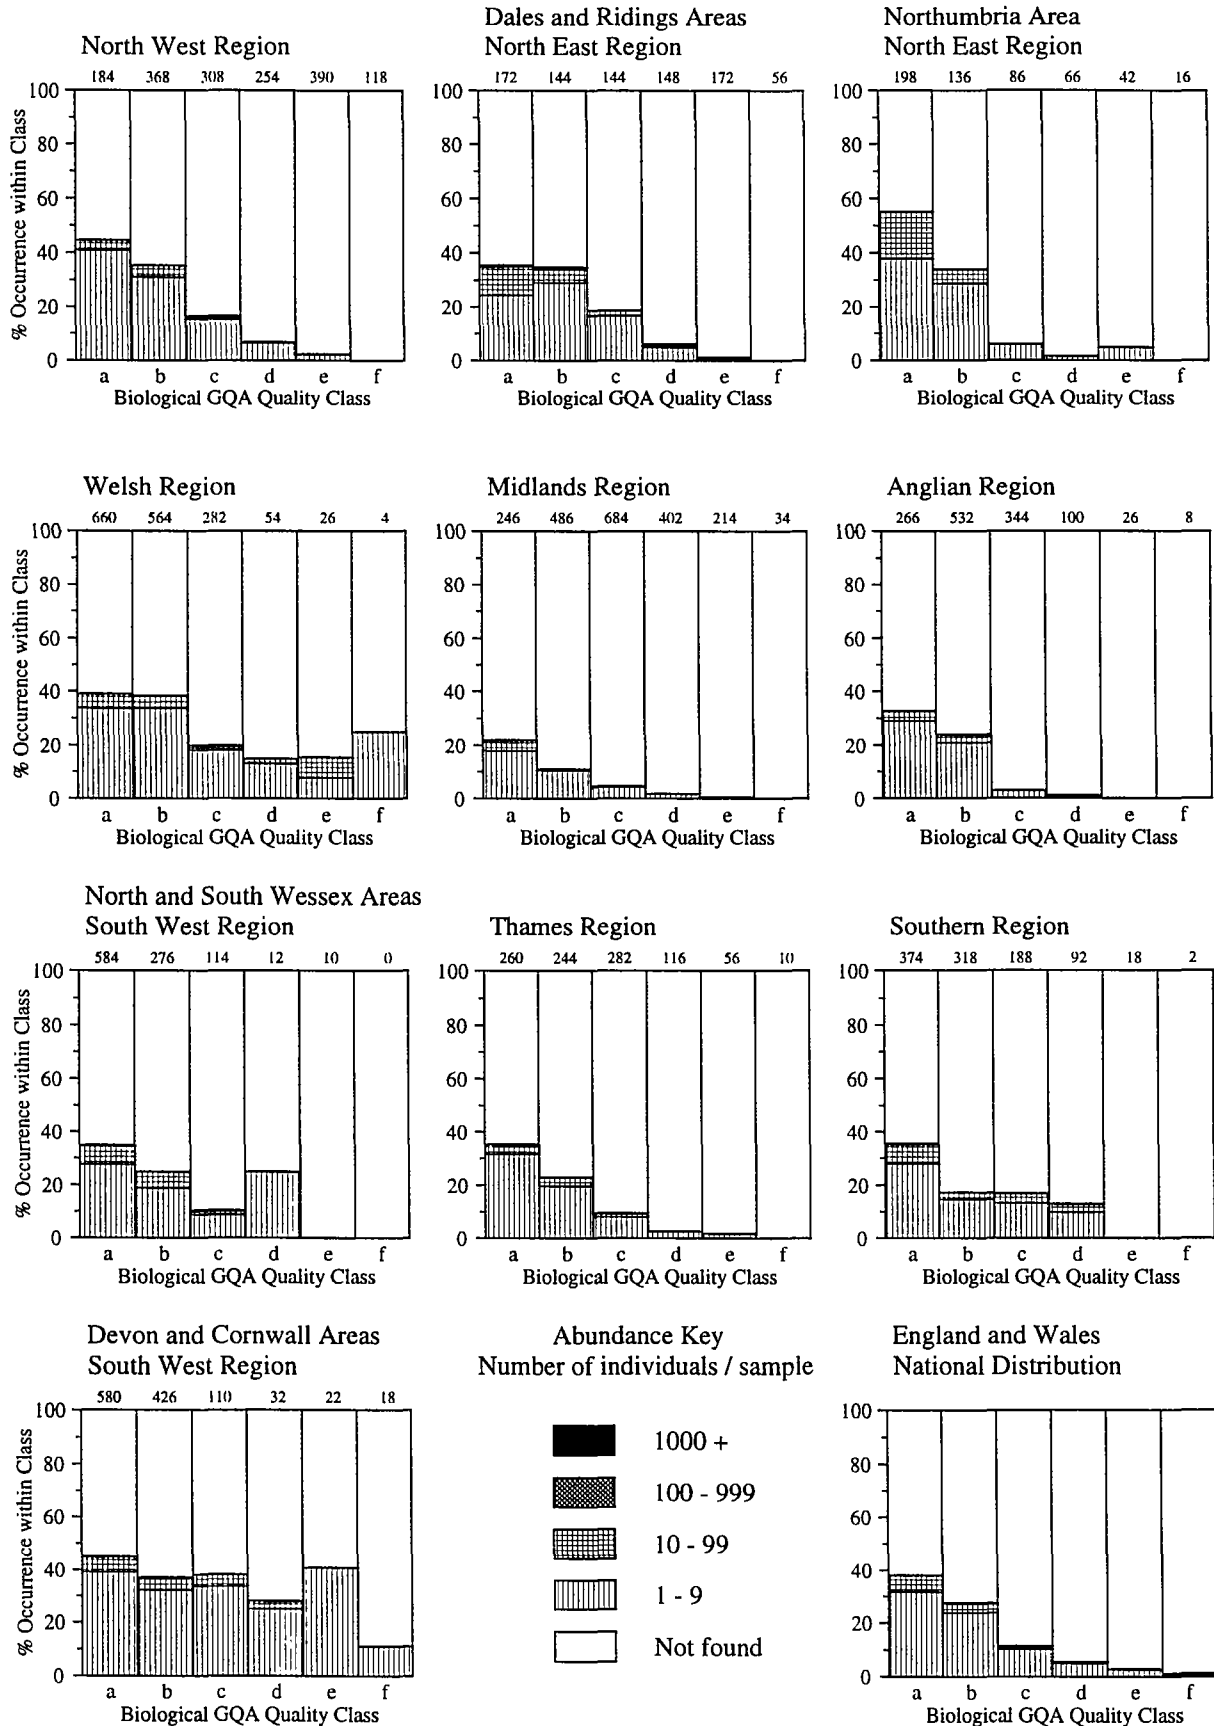 North West Region
184 368 308 254 390 118
100
80
60
40
20
0
% Occurrence within Class
a b c d e f
Biological GQA Quality Class
Dales and Ridings Areas
North East Region
172 144 144 148 172 56
100
80
60
40
20
0
a b c d e f
Biological GQA Quality Class
Northumbria Area
North East Region
198 136 86 66 42 16
100
80
60
40
20
0
a b c d e f
Biological GQA Quality Class
Welsh Region
660 564 282 54 26 4
100
80
60
40
20
0
% Occurrence within Class
a b c d e f
Biological GQA Quality Class
Midlands Region
246 486 684 402 214 34
100
80
60
40
20
0
a b c d e f
Biological GQA Quality Class
Anglian Region
266 532 344 100 26 8
100
80
60
40
20
0
a b c d e f
Biological GQA Quality Class
North and South Wessex Areas
South West Region
584 276 114 12 10 0
100
80
60
40
20
0
% Occurrence within Class
a b c d e f
Biological GQA Quality Class
Thames Region
260 244 282 116 56 10
100
80
60
40
20
0
a b c d e f
Biological GQA Quality Class
Southern Region
374 318 188 92 18 2
100
80
60
40
20
0
a b c d e f
Biological GQA Quality Class
Devon and Cornwall Areas
South West Region
580 426 110 32 22 18
100
80
60
40
20
0
% Occurrence within Class
a b c d e f
Biological GQA Quality Class
Abundance Key
Number of individuals / sample
1000 +
100 - 999
10 - 99
1 - 9
Not found
England and Wales
National Distribution
100
80
60
40
20
0
a b c d e f
Biological GQA Quality Class